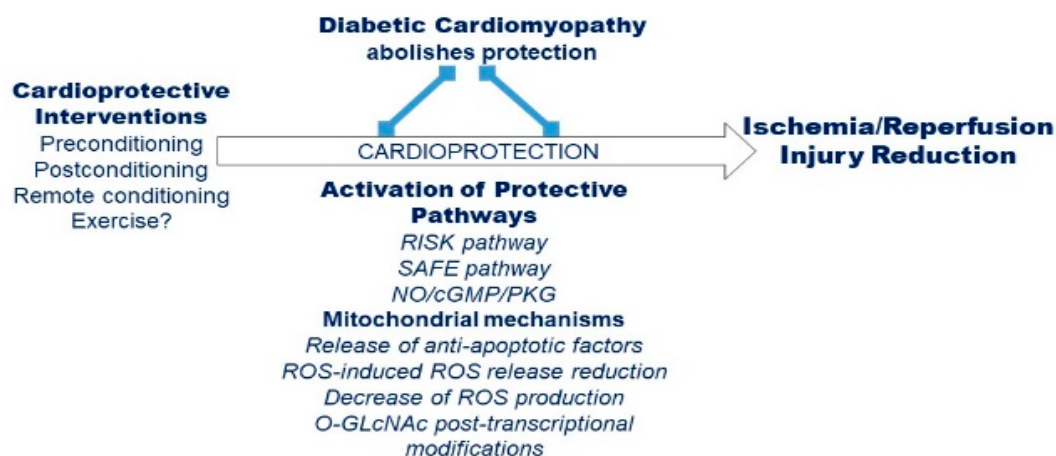 Diabetic Cardiomyopathy
abolishes protection
Cardioprotective
Interventions
Preconditioning
Postconditioning
Remote conditioning
Exercise?
CARDIOPROTECTION
Ischemia/Reperfusion
Injury Reduction
Activation of Protective
Pathways
RISK pathway
SAFE pathway
NO/cGMP/PKG
Mitochondrial mechanisms
Release of anti-apoptotic factors
ROS-induced ROS release reduction
Decrease of ROS production
O-GLcNAc post-transcriptional
modifications